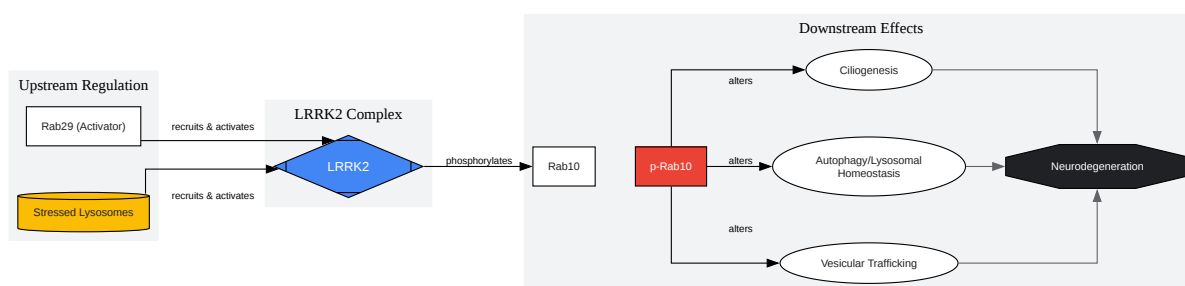 Downstream Effects
Upstream Regulation
Rab29 (Activator)
recruits & activates
Stressed Lysosomes
recruits & activates
LRRK2 Complex
LRRK2
phosphorylates
Rab10
p-Rab10
alters
Ciliogenesis
alters
Autophagy/Lysosomal
Homeostasis
alters
Vesicular Trafficking
Neurodegeneration